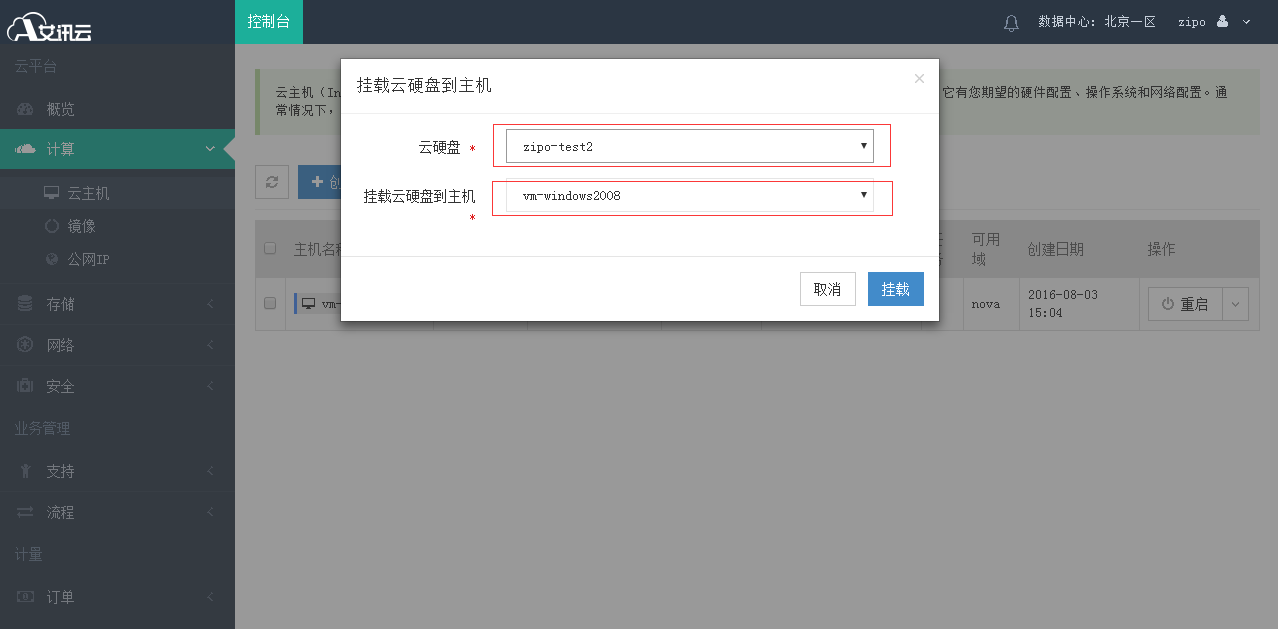 艾讯云
控制台
数据中心: 北京一区
zipo
云平台
概览
计算
云主机
镜像
公网IP
存储
网络
安全
业务管理
支持
流程
计量
订单
云主机（In
它有您期望的硬件配置、操作系统和网络配置。通
常情况下，
挂载云硬盘到主机
×
云硬盘 *
zipo-test2
挂载云硬盘到主机
*
vm-windows2008
取消
挂载
主机名
可用
域
创建日期
操作
vm-
nova
2016-08-03
15:04
重启